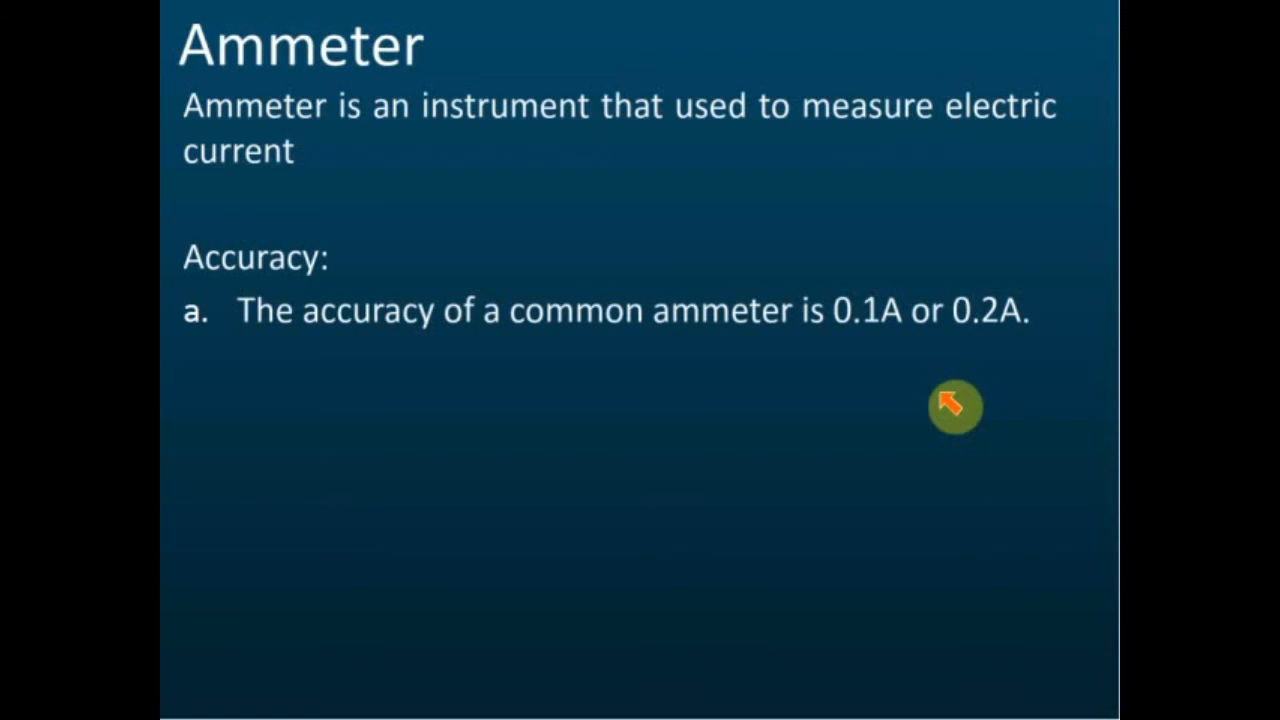 Ammeter
Ammeter is an instrument that used to measure electric
current
Accuracy:
a. The accuracy of a common ammeter is 0.1A or 0.2A.